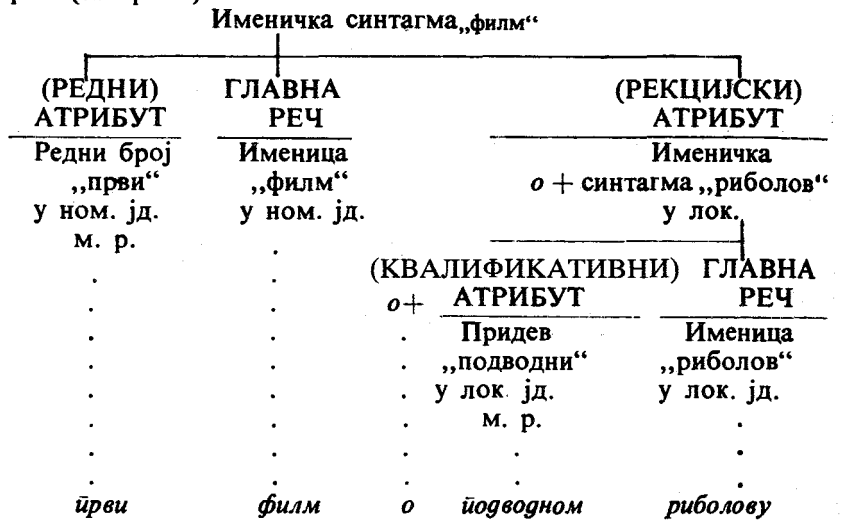 Именичка синтагма „филм“
(РЕДНИ) ГЛАВНА (РЕКЦИЈСКИ)
АТРИБУТ РЕЧ АТРИБУТ
Редни број Именица Именичка
„први“ „филм“ о + синтагма „риболов“
у ном. јд. у ном. јд. у лок.
м. р.
(КВАЛИФИКАТИВНИ) ГЛАВНА
о+ АТРИБУТ РЕЧ
Придев Именица
„подводни“ „риболов“
у лок. јд. у лок. јд.
м. р.
први филм о подводном риболову